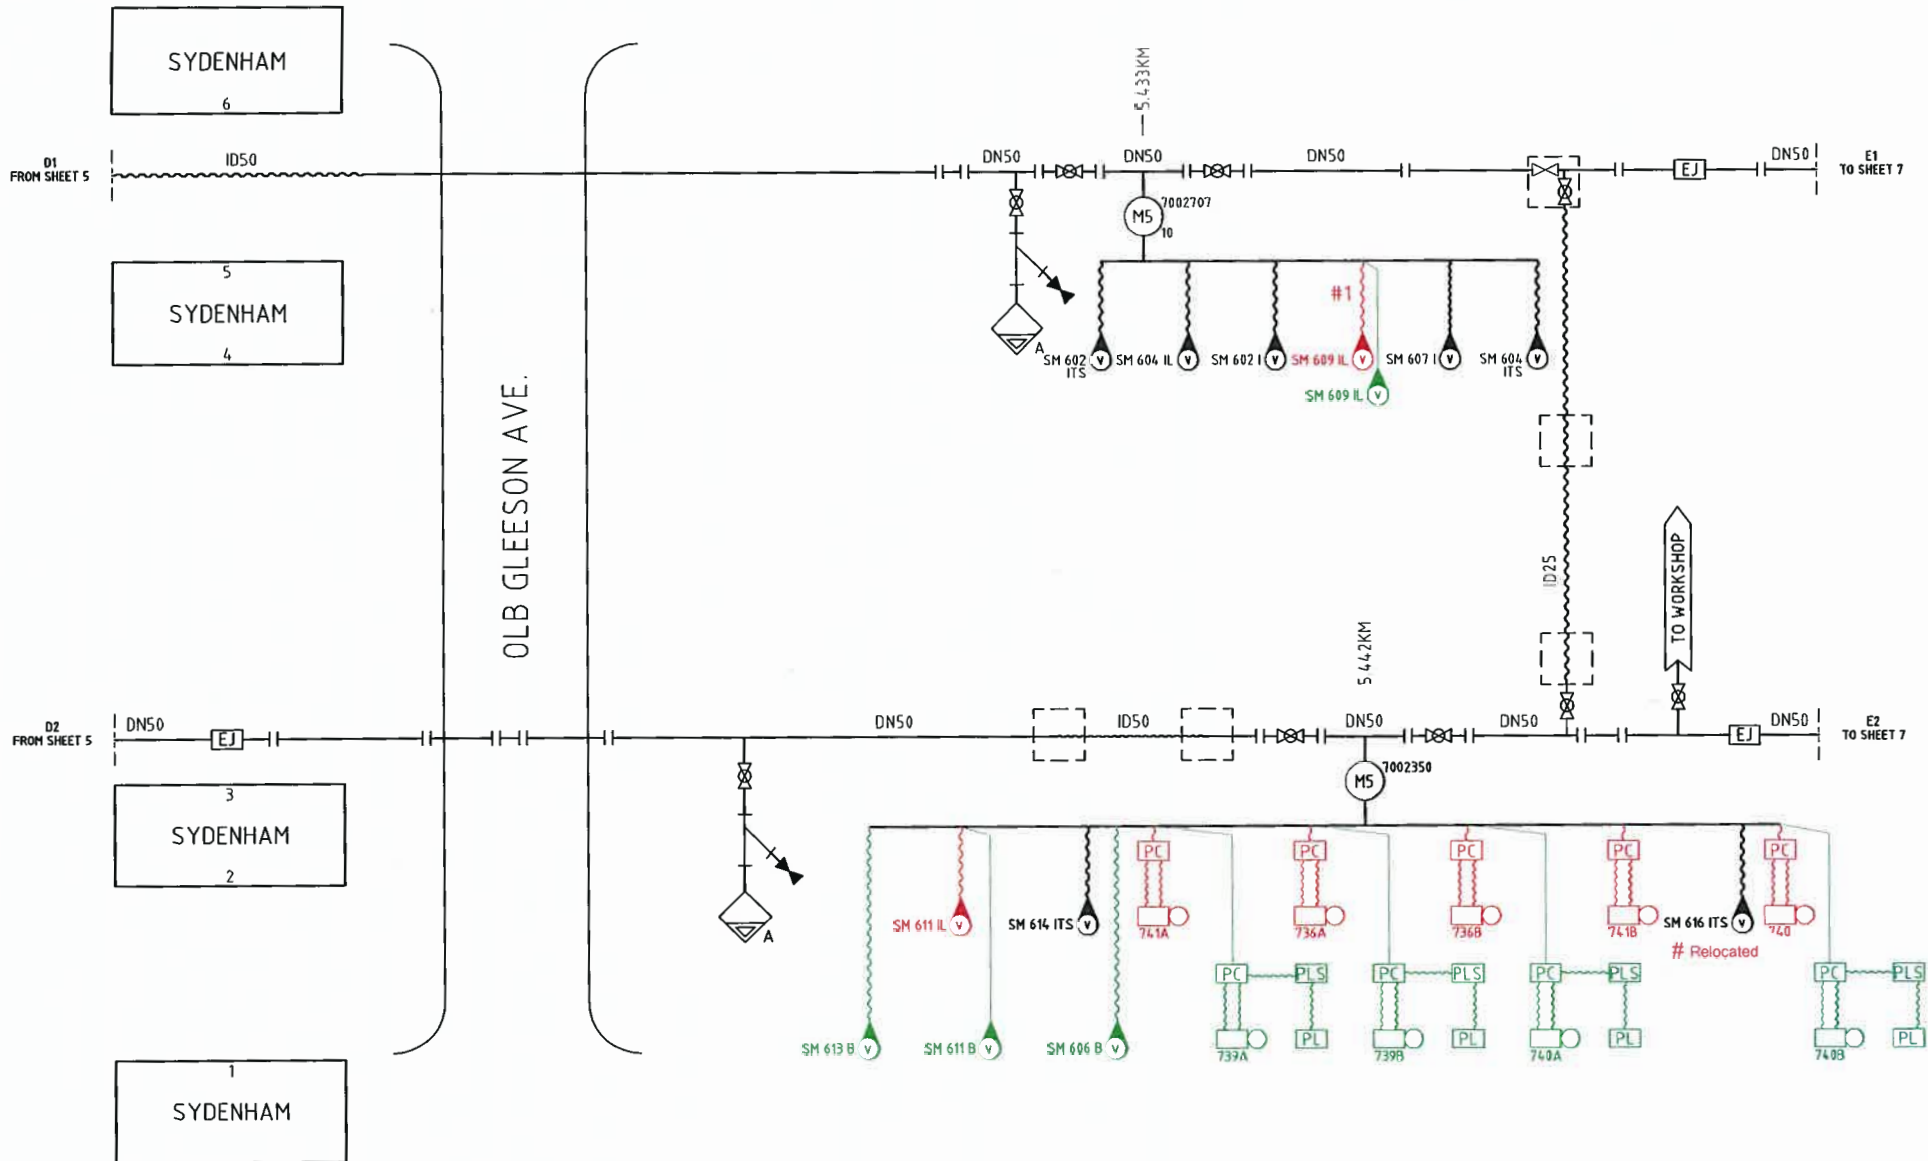 SYDENHAM
6
D1
FROM SHEET 5
ID50
5
SYDENHAM
4
OLB GLEESON AVE.
5.433KM
DN50
DN50
DN50
DN50
E1
TO SHEET 7
EJ
M5
7002707
10
A
#1
SM 602
ITS
V
SM 604 IL
V
SM 602 I
V
SM 609 IL
V
SM 607 I
V
SM 604
ITS
V
SM 609 IL
V
ID25
TO WORKSHOP
5.442KM
D2
FROM SHEET 5
DN50
EJ
DN50
ID50
DN50
DN50
EJ
DN50
E2
TO SHEET 7
M5
7002350
3
SYDENHAM
2
A
PC
PC
PC
PC
PC
SM 611 IL
V
SM 614 ITS
V
741A
736A
736B
741B
SM 616 ITS
V
740
# Relocated
PC
PLS
PC
PLS
PC
PLS
PC
PLS
SM 613 B
V
SM 611 B
V
SM 606 B
V
739A
PL
739B
PL
740A
PL
740B
PL
1
SYDENHAM